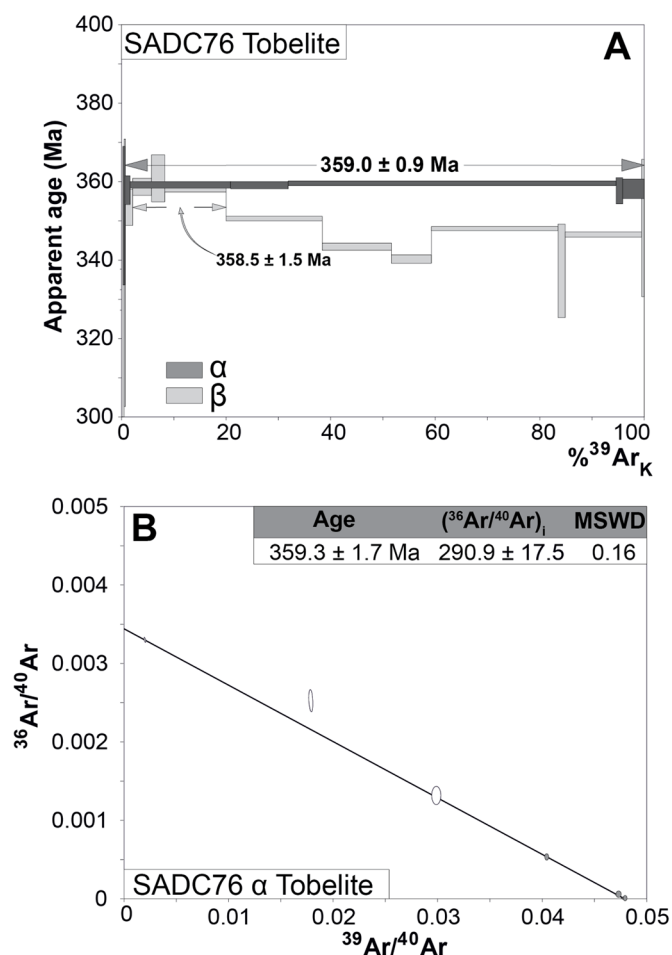 SADC76 Tobelite
A
400
380
360
340
320
300
Apparent age (Ma)
359.0 ± 0.9 Ma
358.5 ± 1.5 Ma
α
β
0 20 40 60 80 100
%³⁹Ar_K
B
0.005
0.004
0.003
0.002
0.001
0
³⁶Ar/⁴⁰Ar
Age (³⁶Ar/⁴⁰Ar)ᵢ MSWD
359.3 ± 1.7 Ma 290.9 ± 17.5 0.16
SADC76 α Tobelite
0 0.01 0.02 0.03 0.04 0.05
³⁹Ar/⁴⁰Ar